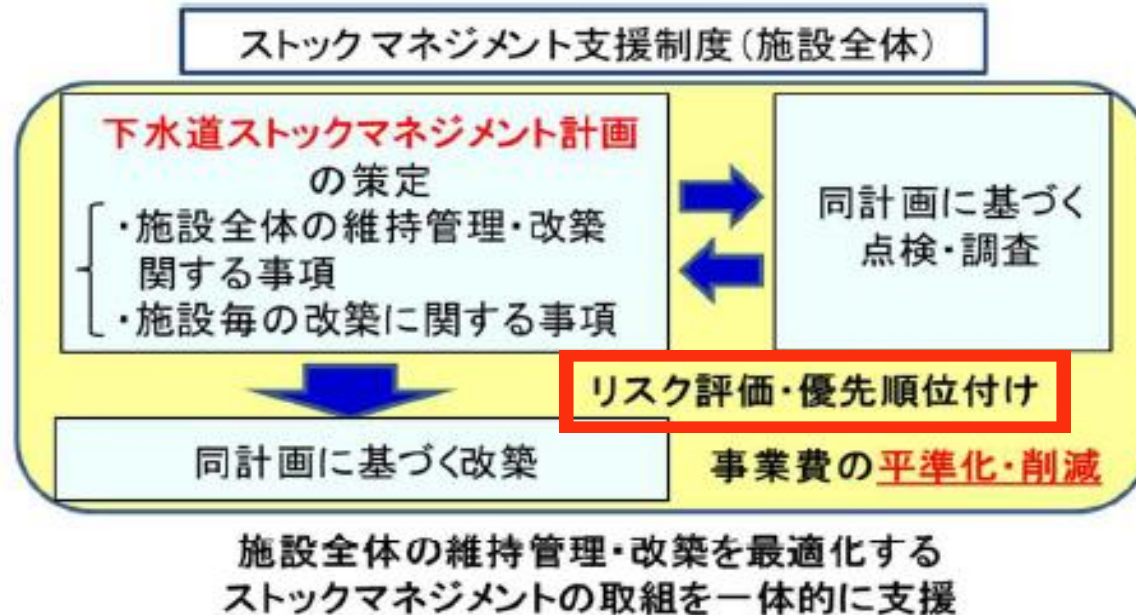 ストックマネジメント支援制度(施設全体)
下水道ストックマネジメント計画
の策定
・施設全体の維持管理・改築
関する事項
・施設毎の改築に関する事項
同計画に基づく
点検・調査
リスク評価・優先順位付け
同計画に基づく改築
事業費の平準化・削減
施設全体の維持管理・改築を最適化する
ストックマネジメントの取組を一体的に支援